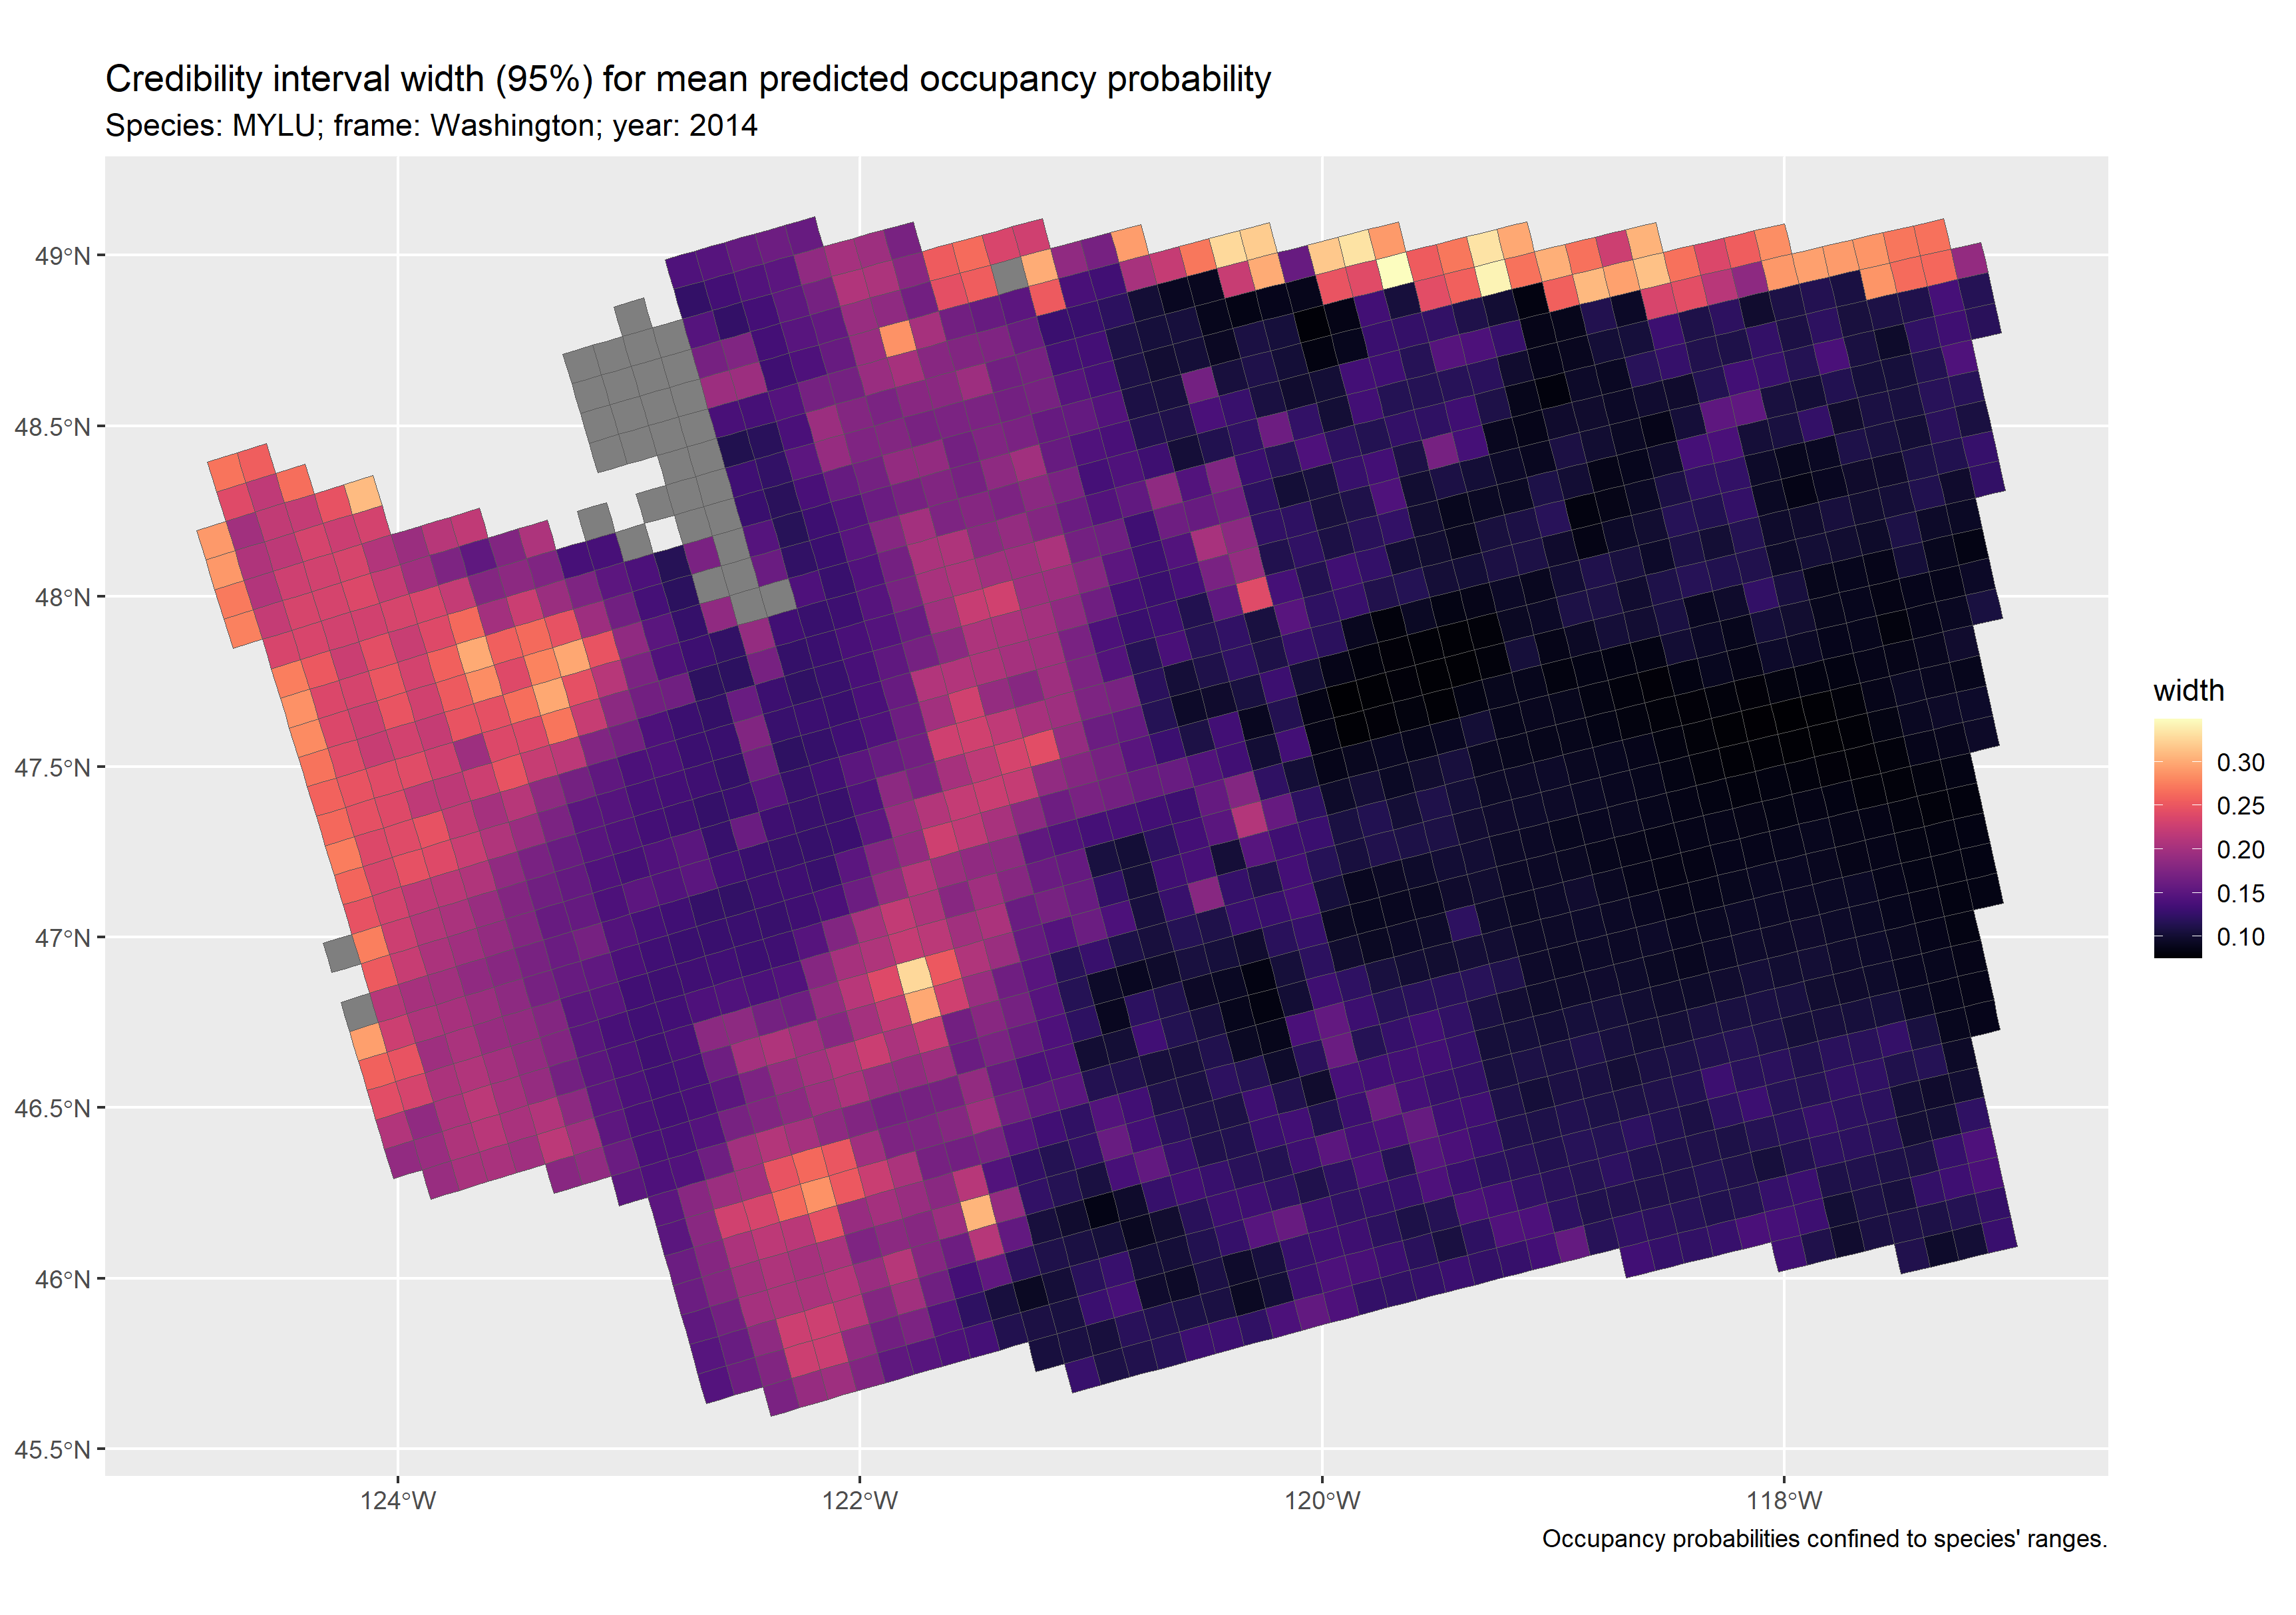 Credibility interval width (95%) for mean predicted occupancy probability
Species: MYLU; frame: Washington; year: 2014
49°N
48.5°N
48°N
47.5°N
47°N
46.5°N
46°N
45.5°N
124°W
122°W
120°W
118°W
width
0.30
0.25
0.20
0.15
0.10
Occupancy probabilities confined to species' ranges.